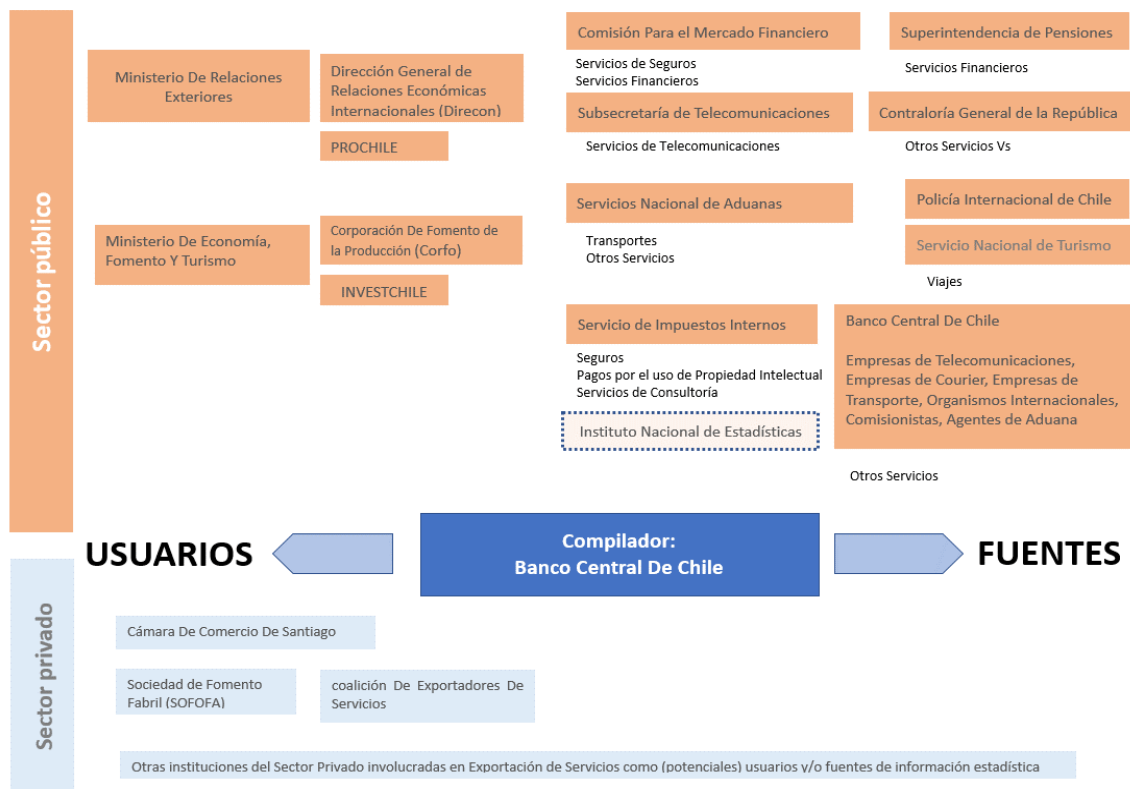 Sector público
Ministerio De Relaciones
Exteriores
Dirección General de
Relaciones Económicas
Internacionales (Direcon)
PROCHILE
Ministerio De Economía,
Fomento Y Turismo
Corporación De Fomento de
la Producción (Corfo)
INVESTCHILE
Comisión Para el Mercado Financiero
Servicios de Seguros
Servicios Financieros
Superintendencia de Pensiones
Servicios Financieros
Subsecretaría de Telecomunicaciones
Servicios de Telecomunicaciones
Contraloría General de la República
Otros Servicios Vs
Servicios Nacional de Aduanas
Transportes
Otros Servicios
Policía Internacional de Chile
Servicio Nacional de Turismo
Viajes
Servicio de Impuestos Internos
Seguros
Pagos por el uso de Propiedad Intelectual
Servicios de Consultoría
Instituto Nacional de Estadísticas
Banco Central De Chile
Empresas de Telecomunicaciones,
Empresas de Courier, Empresas de
Transporte, Organismos Internacionales,
Comisionistas, Agentes de Aduana
Otros Servicios
USUARIOS
Compilador:
Banco Central De Chile
FUENTES
Sector privado
Cámara De Comercio De Santiago
Sociedad de Fomento
Fabril (SOFOFA)
coalición De Exportadores De
Servicios
Otras instituciones del Sector Privado involucradas en Exportación de Servicios como (potenciales) usuarios y/o fuentes de información estadística